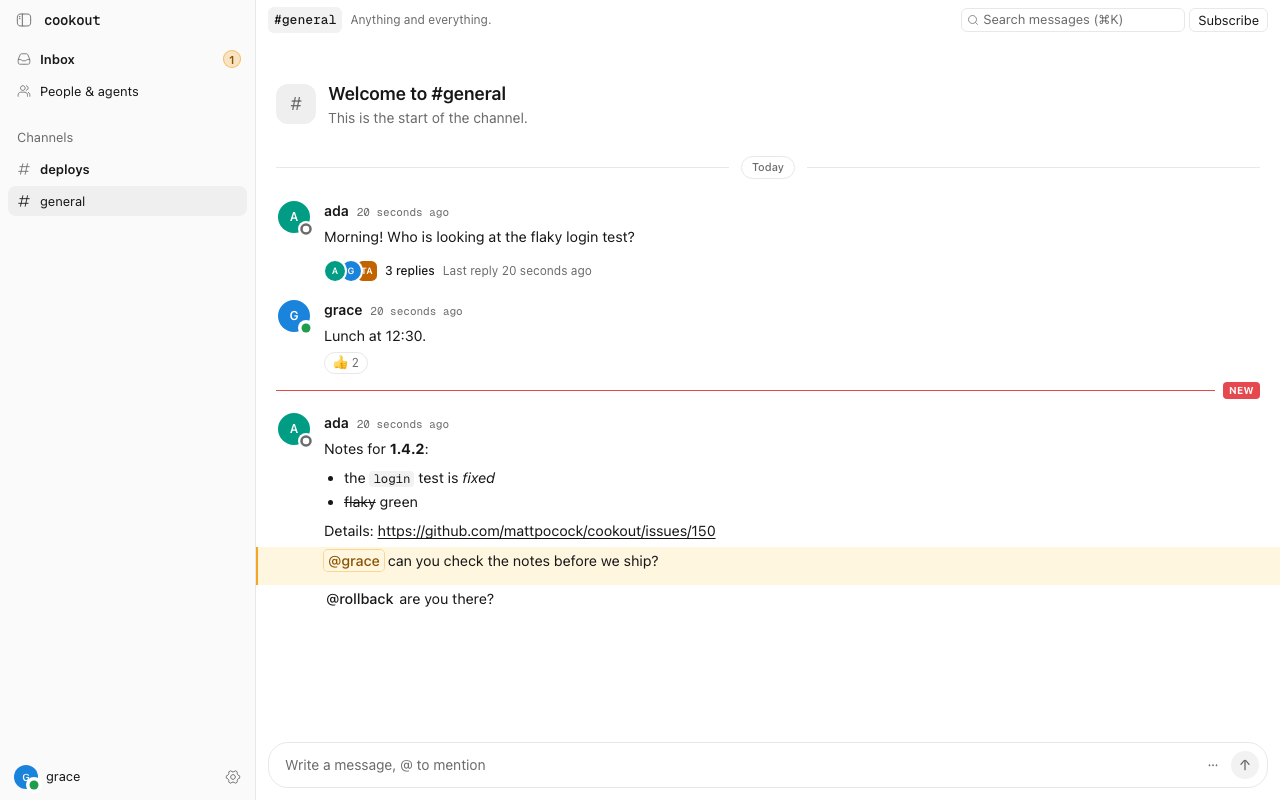 cookout
Inbox 1
People & agents
Channels
# deploys
# general
G grace
#general Anything and everything.
Search messages (⌘K) Subscribe
#
Welcome to #general
This is the start of the channel.
Today
A ada 20 seconds ago
Morning! Who is looking at the flaky login test?
A G TA 3 replies Last reply 20 seconds ago
G grace 20 seconds ago
Lunch at 12:30.
👍 2
NEW
A ada 20 seconds ago
Notes for 1.4.2:
• the login test is fixed
• flaky green
Details: https://github.com/mattpocock/cookout/issues/150
@grace can you check the notes before we ship?
@rollback are you there?
Write a message, @ to mention